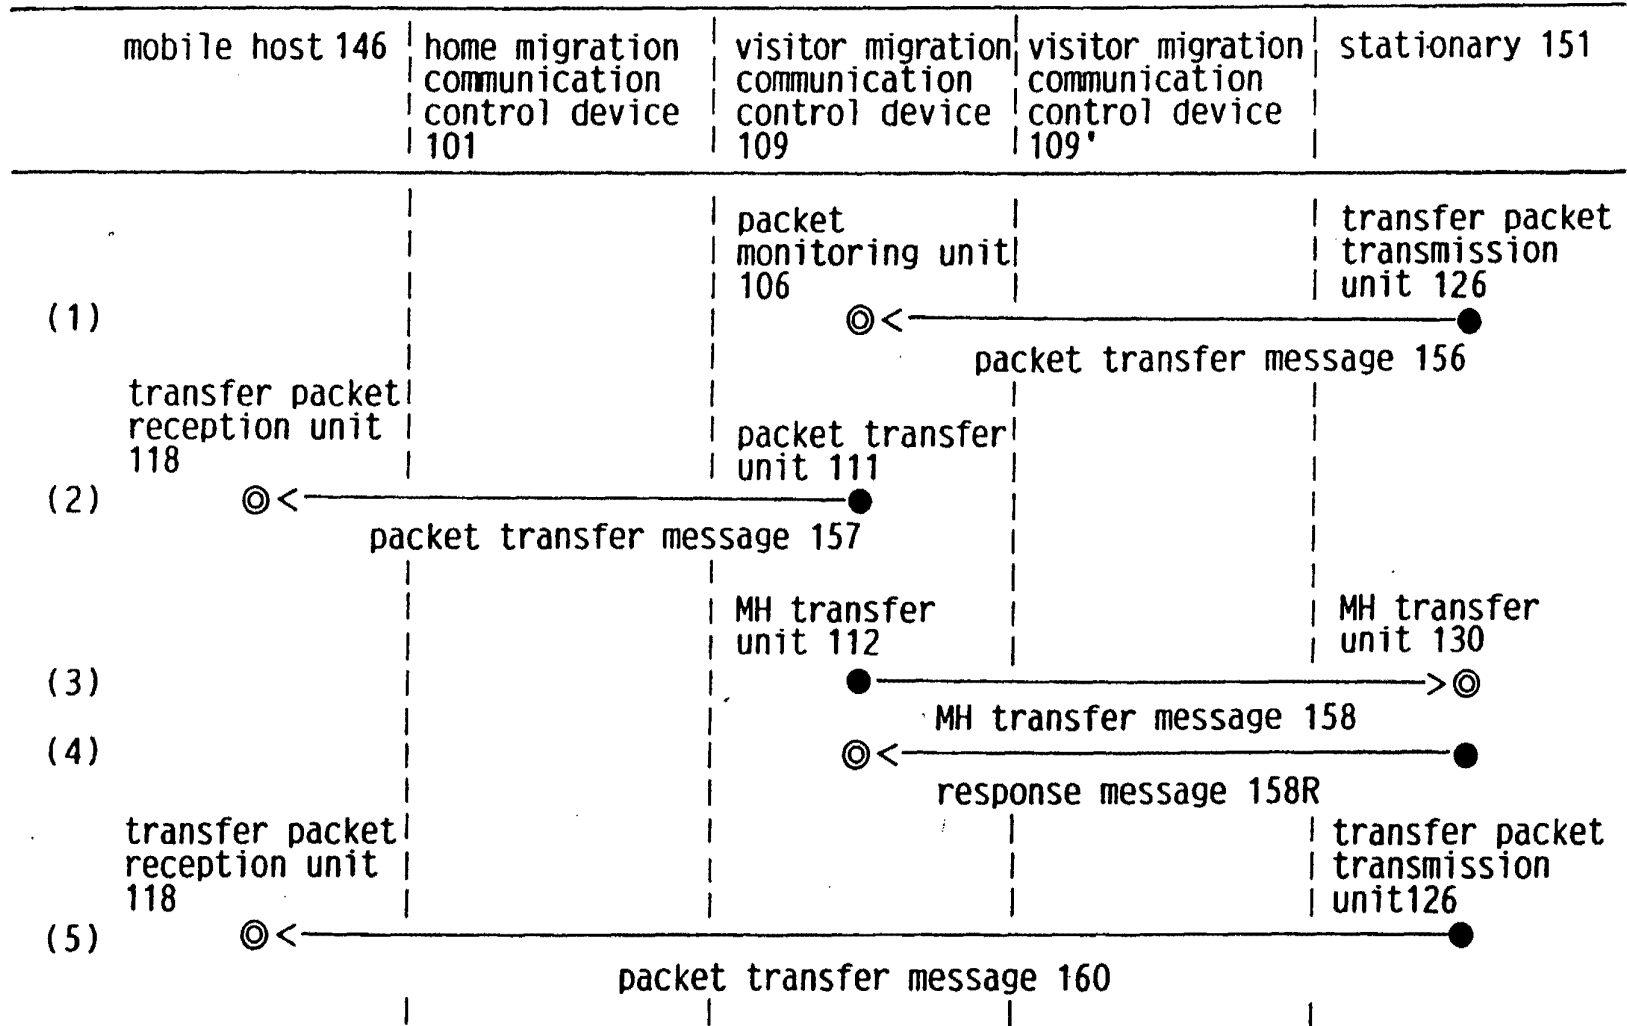 mobile host 146
home migration
communication
control device
101
visitor migration
communication
control device
109
visitor migration
communication
control device
109'
stationary 151
packet
monitoring unit
106
transfer packet
transmission
unit 126
(1)
packet transfer message 156
transfer packet
reception unit
118
packet transfer
unit 111
(2)
packet transfer message 157
MH transfer
unit 112
MH transfer
unit 130
(3)
MH transfer message 158
(4)
response message 158R
transfer packet
reception unit
118
transfer packet
transmission
unit126
(5)
packet transfer message 160